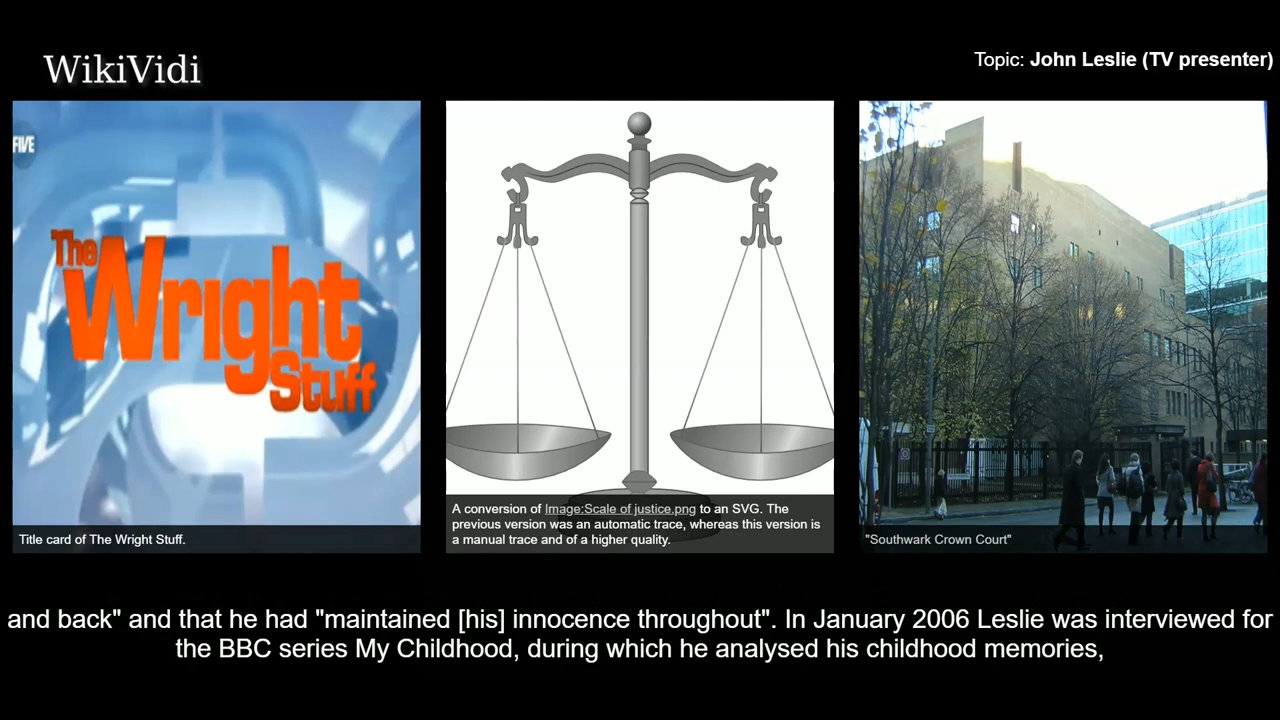 WikiVidi
Topic: John Leslie (TV presenter)
FIVE
The
Wright
Stuff
Title card of The Wright Stuff.
A conversion of Image:Scale of justice.png to an SVG. The
previous version was an automatic trace, whereas this version is
a manual trace and of a higher quality.
"Southwark Crown Court"
and back" and that he had "maintained [his] innocence throughout". In January 2006 Leslie was interviewed for
the BBC series My Childhood, during which he analysed his childhood memories,